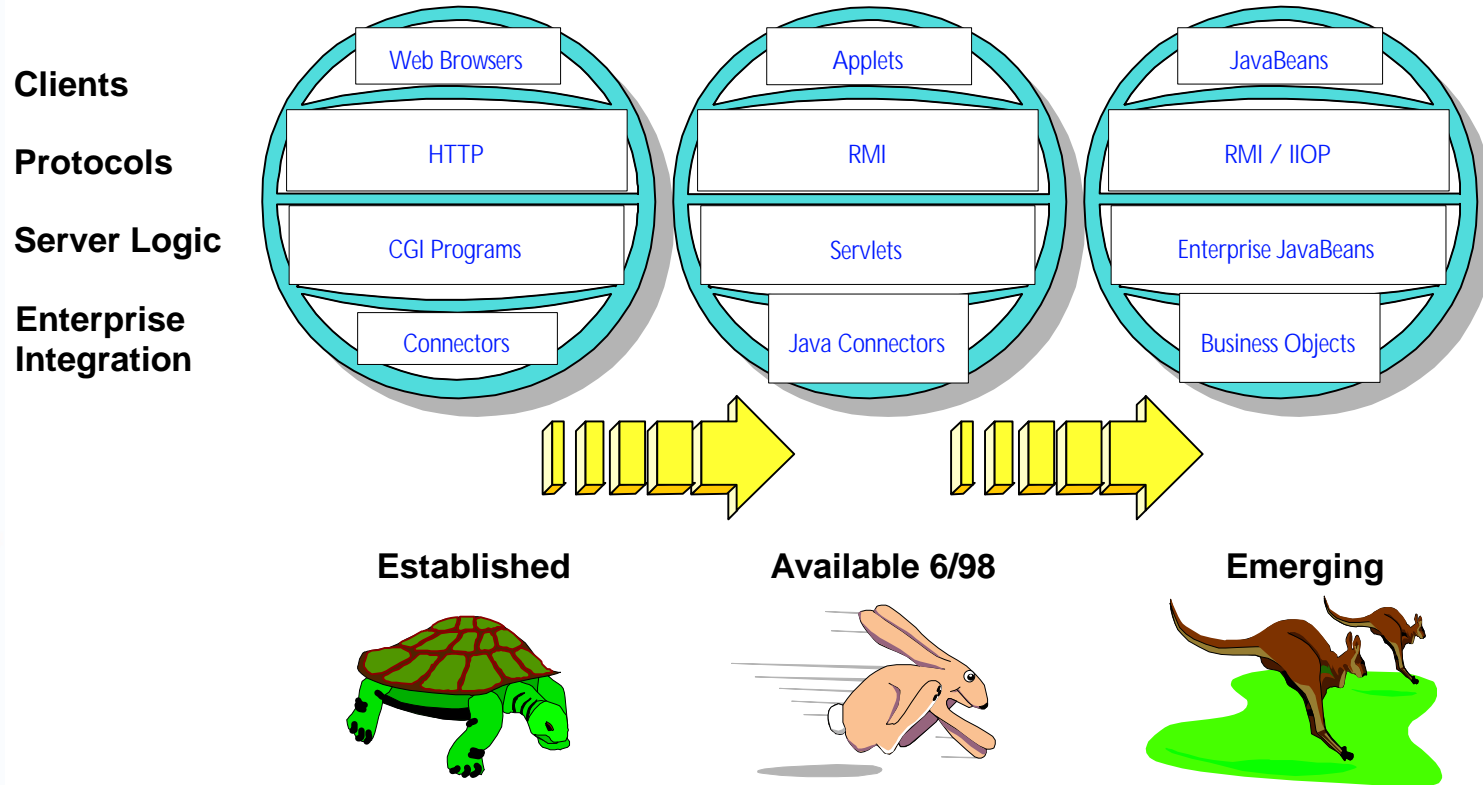 Clients
Web Browsers
Applets
JavaBeans
Protocols
HTTP
RMI
RMI / IIOP
Server Logic
CGI Programs
Servlets
Enterprise JavaBeans
Enterprise
Integration
Connectors
Java Connectors
Business Objects
Established
Available 6/98
Emerging